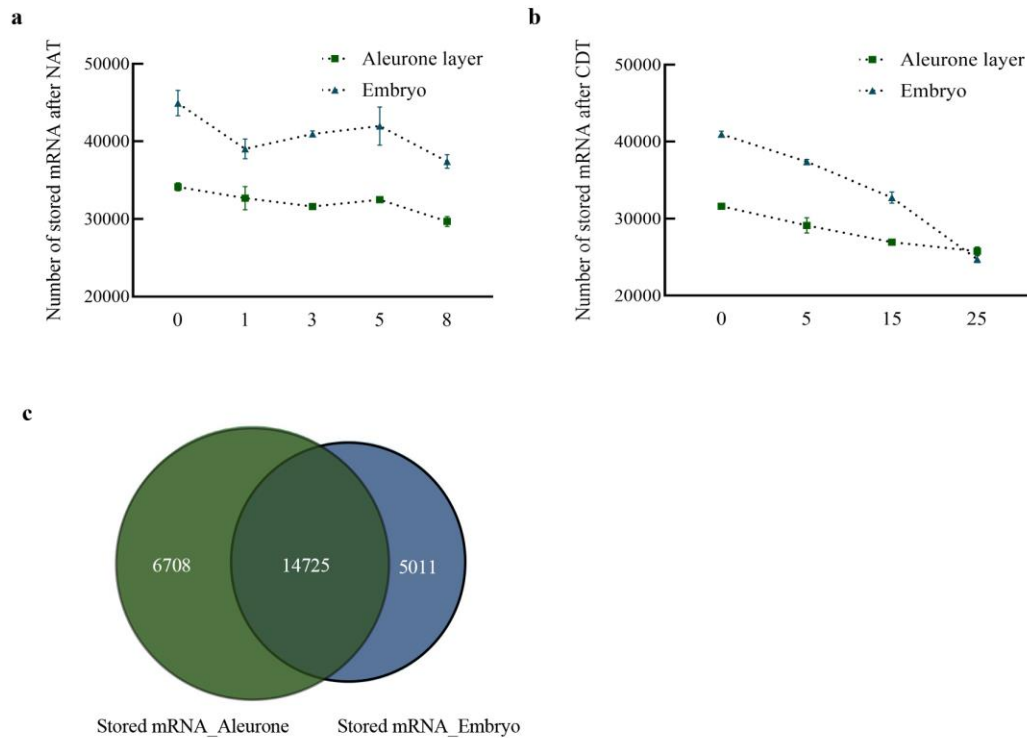 a
Number of stored mRNA after NAT
Aleurone layer
Embryo
50000
40000
30000
20000
0 1 3 5 8
b
Number of stored mRNA after CDT
Aleurone layer
Embryo
50000
40000
30000
20000
0 5 15 25
c
6708 14725 5011
Stored mRNA_Aleurone Stored mRNA_Embryo